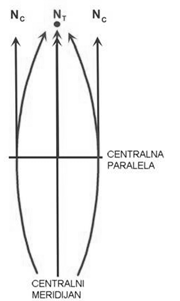 N_C N_T N_C
CENTRALNA
PARALELA
CENTRALNI
MERIDIJAN